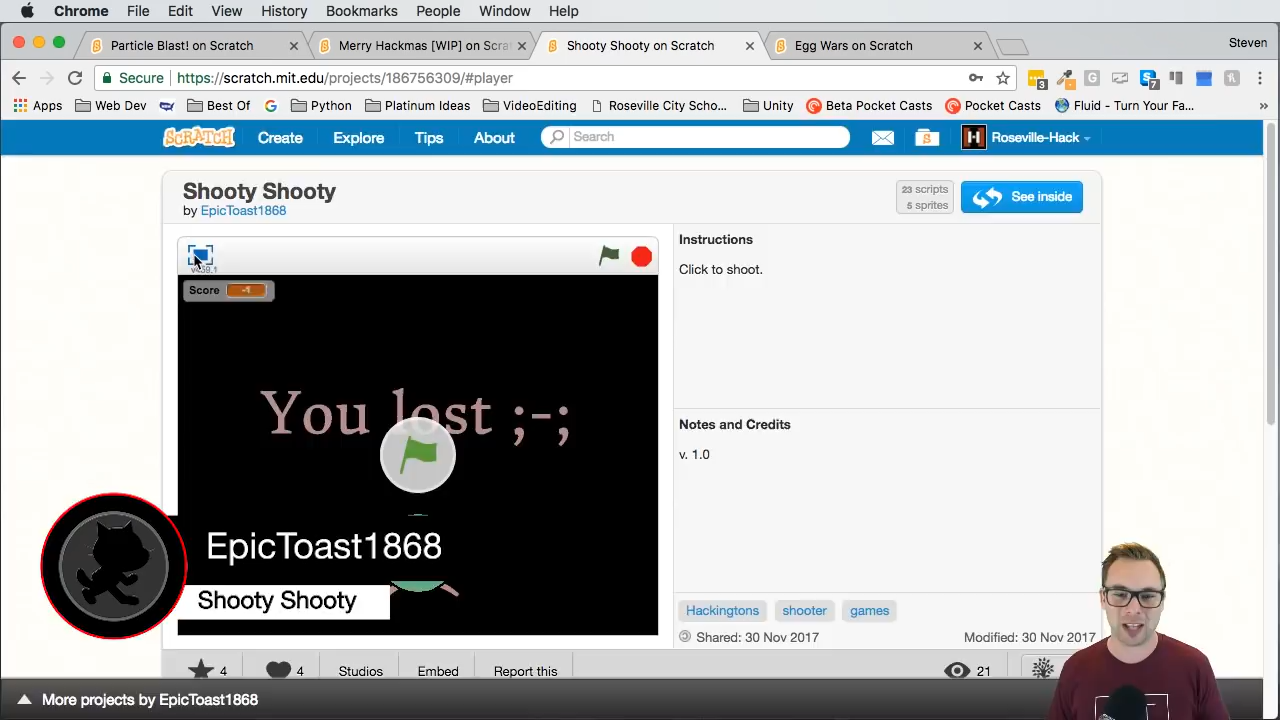 Chrome File Edit View History Bookmarks People Window Help
Particle Blast! on Scratch
Merry Hackmas [WIP] on Scra
Shooty Shooty on Scratch
Egg Wars on Scratch
Steven
Secure
https://scratch.mit.edu/projects/186756309/#player
3
7
Apps Web Dev Best Of Python Platinum Ideas VideoEditing Roseville City Scho... Unity Beta Pocket Casts Pocket Casts Fluid - Turn Your Fa...
SCRATCH Create Explore Tips About Search Roseville-Hack
Shooty Shooty
by EpicToast1868
23 scripts
5 sprites
See inside
Score -1
You lost ;-;
Instructions
Click to shoot.
Notes and Credits
v. 1.0
EpicToast1868
Shooty Shooty
Hackingtons shooter games
Shared: 30 Nov 2017 Modified: 30 Nov 2017
4 4 Studios Embed Report this 21
More projects by EpicToast1868